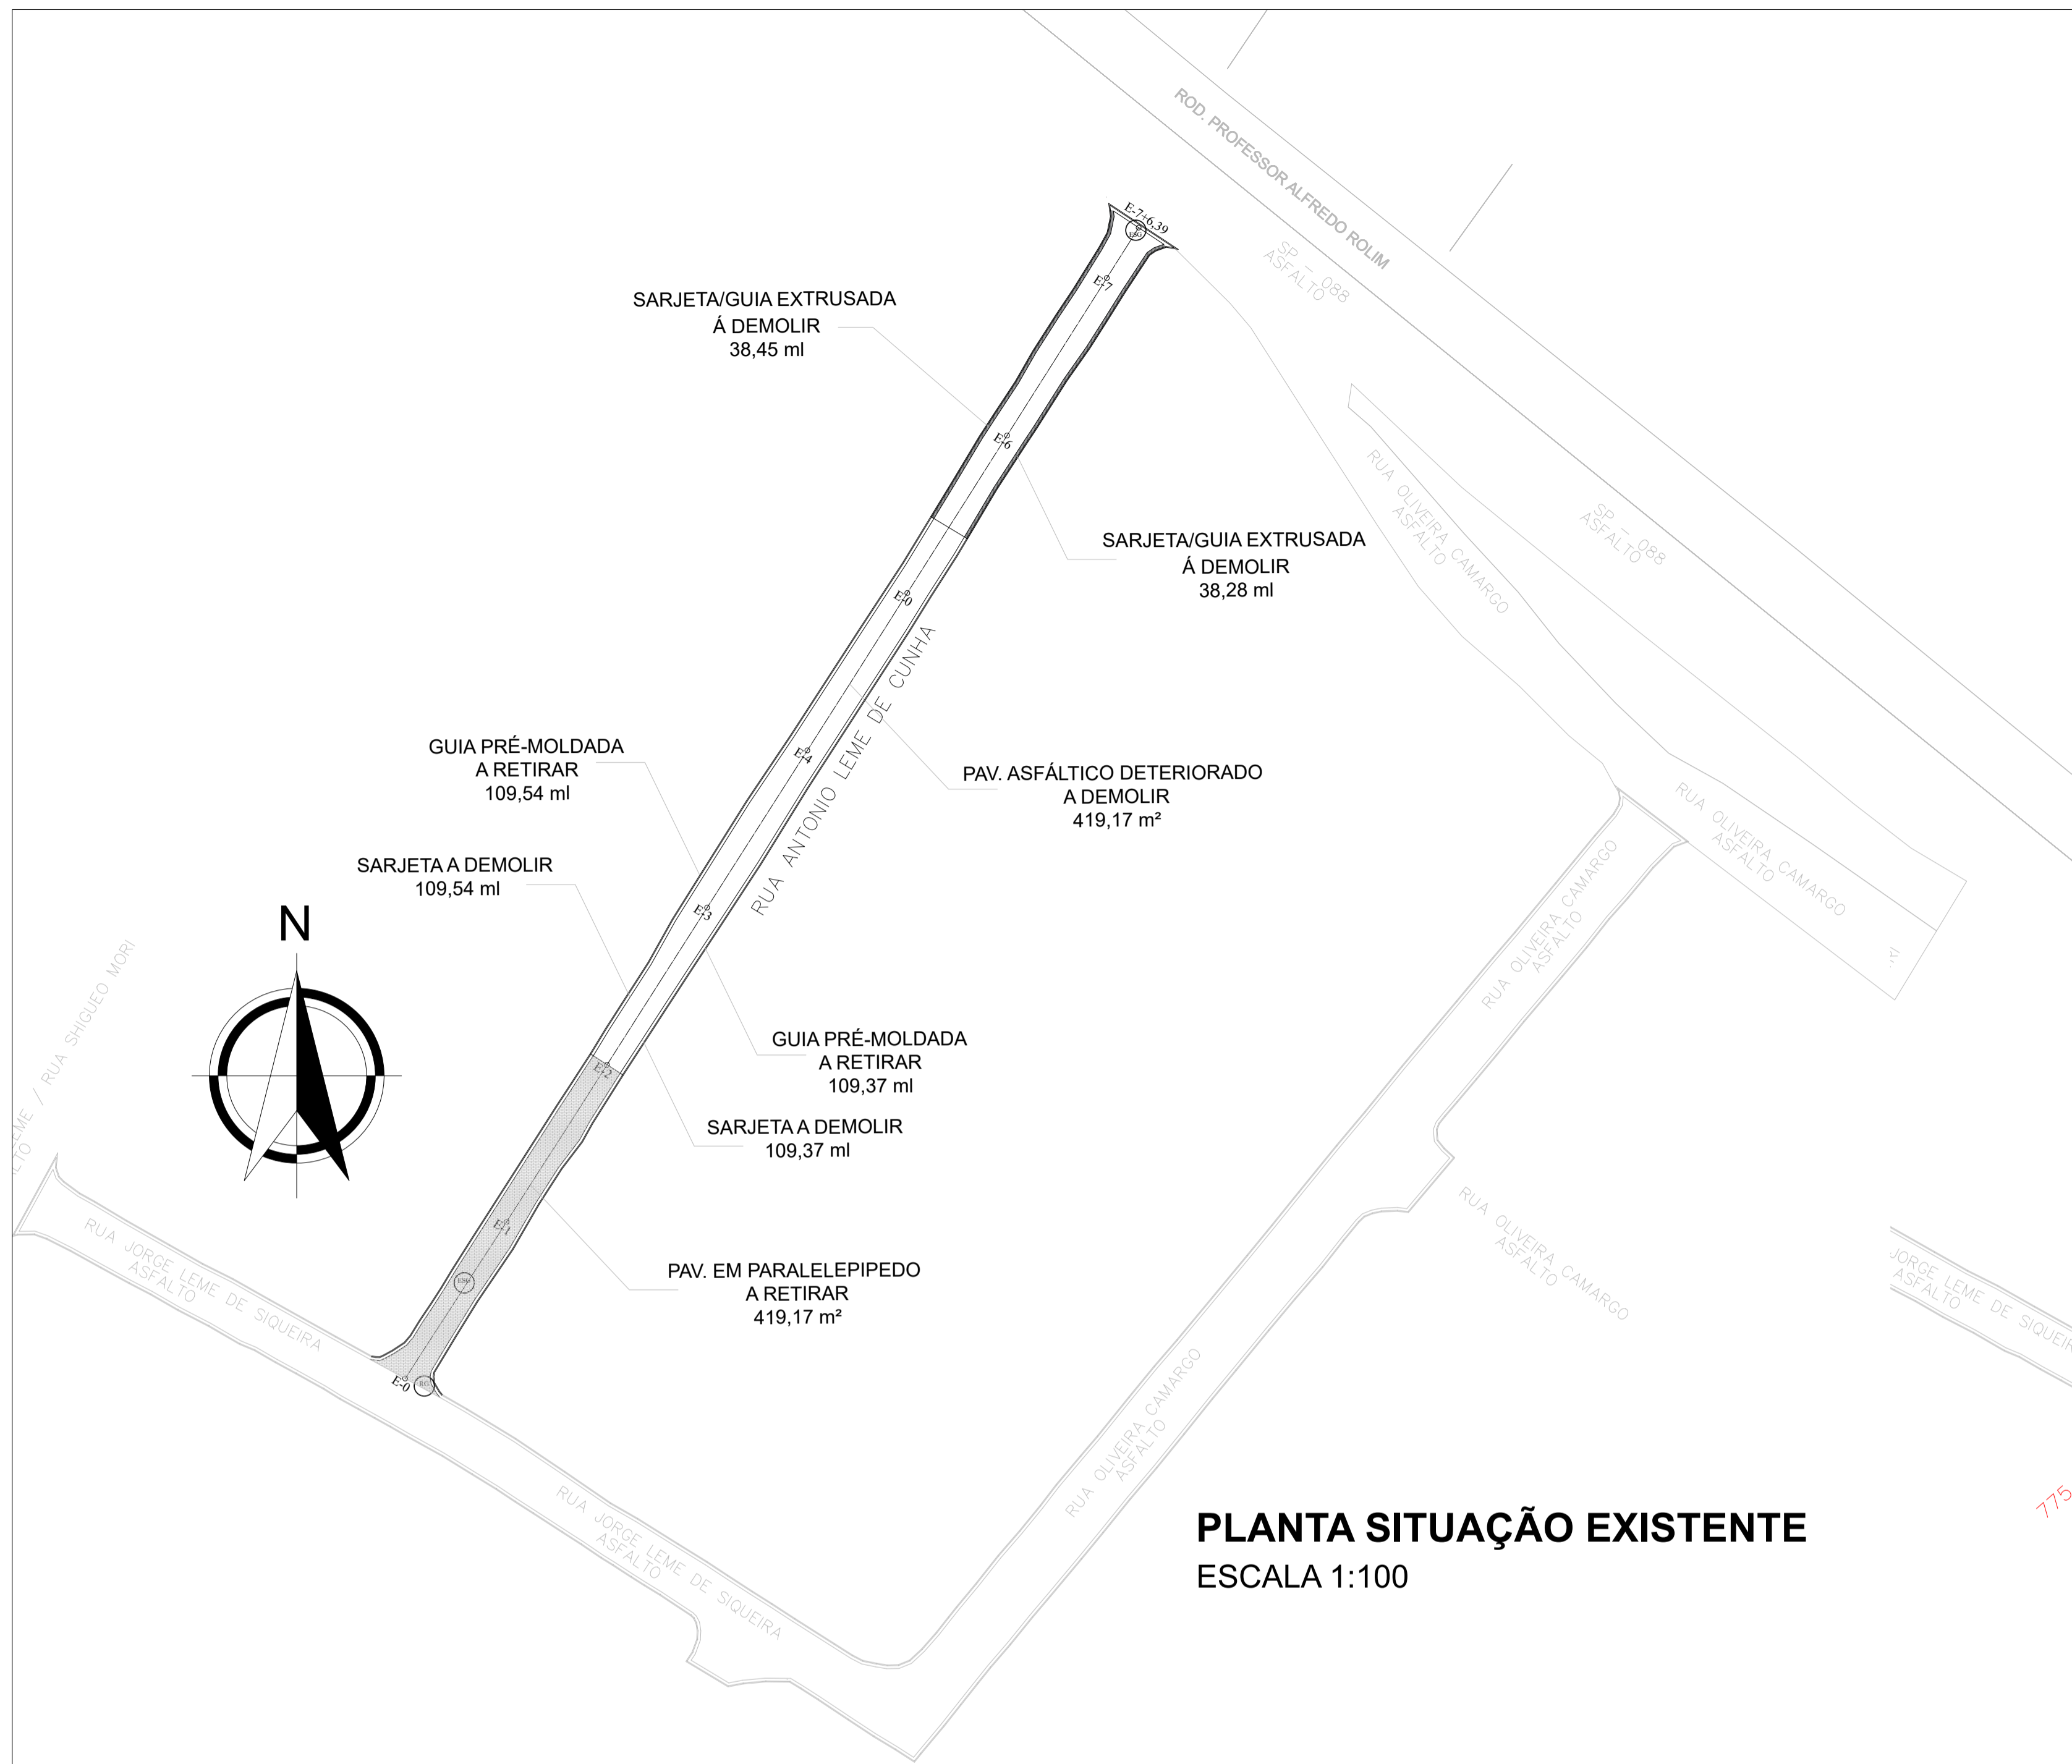 ROD. PROFESSOR ALFREDO ROLIM
E-7+6,39
ESG
SP - 088
ASFALTO
E-7
SARJETA/GUIA EXTRUSADA
Á DEMOLIR
38,45 ml
E-6
RUA OLIVEIRA CAMARGO
ASFALTO
SP - 088
ASFALTO
SARJETA/GUIA EXTRUSADA
Á DEMOLIR
38,28 ml
E-0
RUA ANTONIO LEME DE CUNHA
GUIA PRÉ-MOLDADA
A RETIRAR
109,54 ml
E-4
PAV. ASFÁLTICO DETERIORADO
A DEMOLIR
419,17 m²
RUA OLIVEIRA CAMARGO
ASFALTO
SARJETA A DEMOLIR
109,54 ml
E-3
RUA OLIVEIRA CAMARGO
ASFALTO
N
LEME / RUA SHIGUEO MORI
ALTO
GUIA PRÉ-MOLDADA
A RETIRAR
109,37 ml
E-2
SARJETA A DEMOLIR
109,37 ml
E-1
RUA JORGE LEME DE SIQUEIRA
ASFALTO
ESG
PAV. EM PARALELEPIPEDO
A RETIRAR
419,17 m²
RUA OLIVEIRA CAMARGO
ASFALTO
JORGE LEME DE SIQUEIR
ASFALTO
E-0
RUA OLIVEIRA CAMARGO
ASFALTO
RUA JORGE LEME DE SIQUEIRA
ASFALTO
775
PLANTA SITUAÇÃO EXISTENTE
ESCALA 1:100